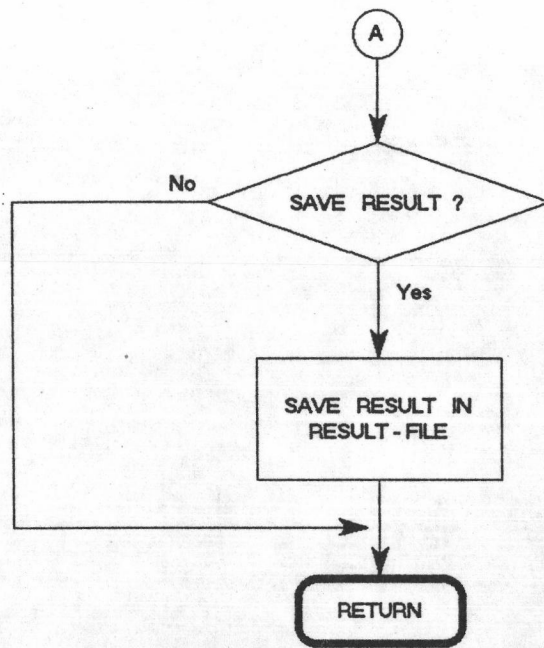 A
No
SAVE RESULT ?
Yes
SAVE RESULT IN
RESULT-FILE
RETURN